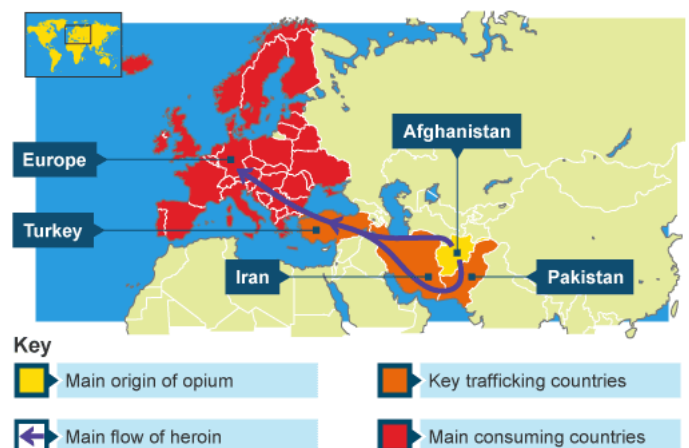 Afghanistan
Europe
Turkey
Iran
Pakistan
Key
Main origin of opium
Key trafficking countries
Main flow of heroin
Main consuming countries